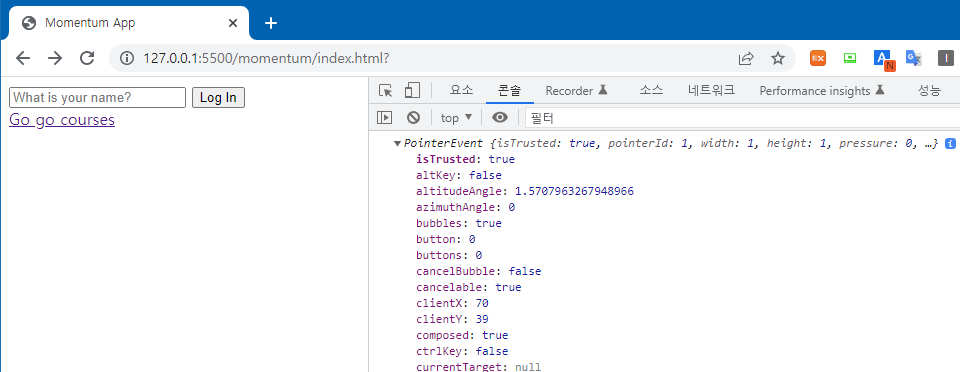 Momentum App
127.0.0.1:5500/momentum/index.html?
EX
A
N
I
What is your name? Log In
Go go courses
요소 콘솔 Recorder 소스 네트워크 Performance insights 성능
top 필터
PointerEvent {isTrusted: true, pointerId: 1, width: 1, height: 1, pressure: 0, …} i
isTrusted: true
altKey: false
altitudeAngle: 1.5707963267948966
azimuthAngle: 0
bubbles: true
button: 0
buttons: 0
cancelBubble: false
cancelable: true
clientX: 70
clientY: 39
composed: true
ctrlKey: false
currentTarget: null